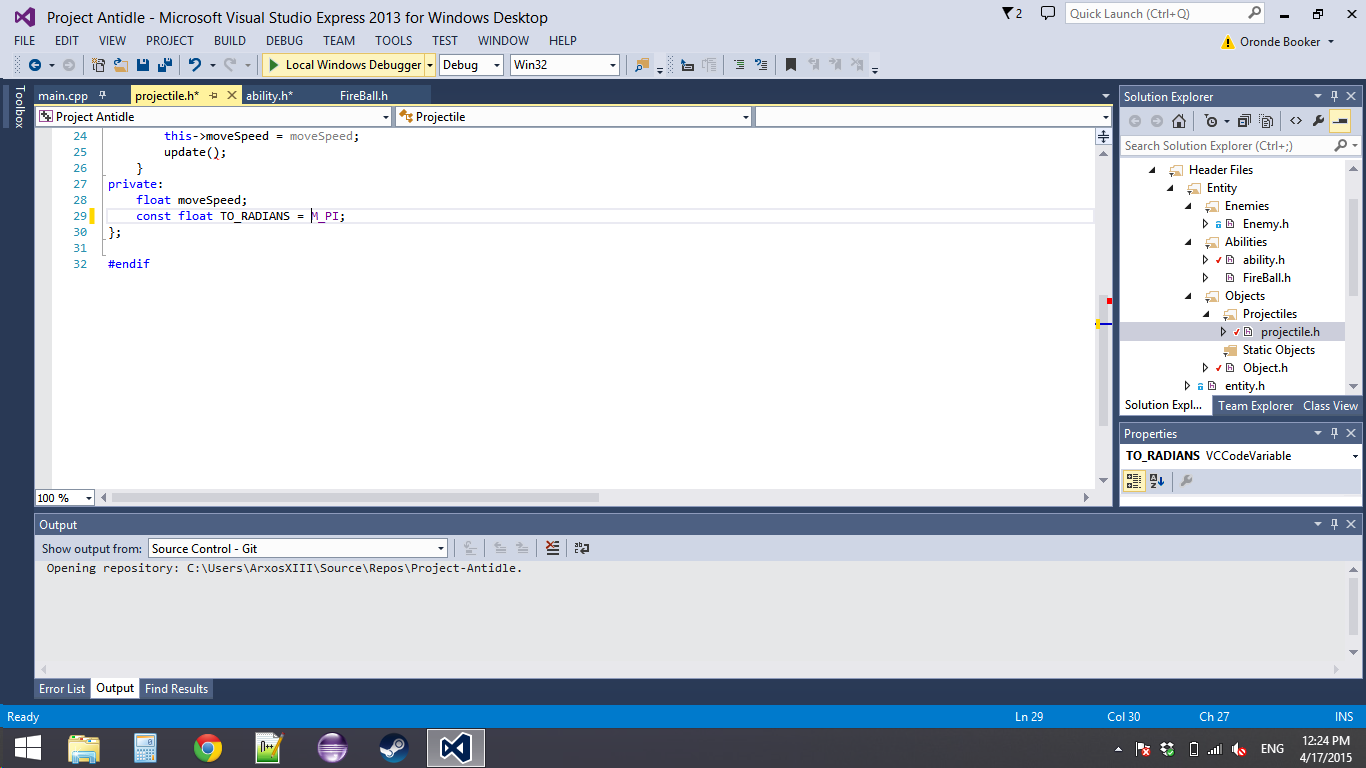 Project Antidle - Microsoft Visual Studio Express 2013 for Windows Desktop
2
Quick Launch (Ctrl+Q)
FILE EDIT VIEW PROJECT BUILD DEBUG TEAM TOOLS TEST WINDOW HELP
Oronde Booker
Local Windows Debugger Debug Win32
Toolbox
main.cpp projectile.h* ability.h* FireBall.h
Project Antidle Projectile
24 this->moveSpeed = moveSpeed;
25 update();
26 }
27 private:
28 float moveSpeed;
29 const float TO_RADIANS = M_PI;
30 };
31
32 #endif
100 %
Solution Explorer
Search Solution Explorer (Ctrl+;)
Header Files
Entity
Enemies
Enemy.h
Abilities
ability.h
FireBall.h
Objects
Projectiles
projectile.h
Static Objects
Object.h
entity.h
Solution Expl... Team Explorer Class View
Properties
TO_RADIANS VCCodeVariable
Output
Show output from: Source Control - Git
Opening repository: C:\Users\ArxosXIII\Source\Repos\Project-Antidle.
Error List Output Find Results
Ready Ln 29 Col 30 Ch 27 INS
ENG
12:24 PM
4/17/2015